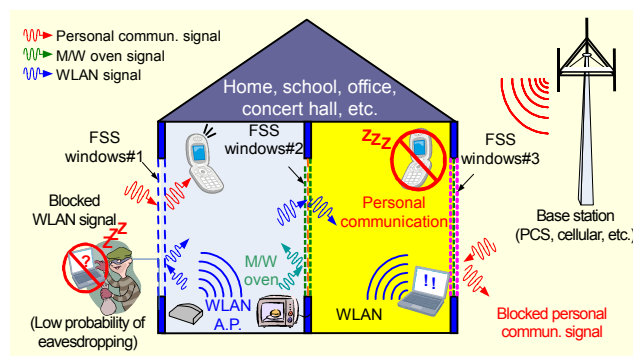 Personal commun. signal
M/W oven signal
WLAN signal
Home, school, office,
concert hall, etc.
FSS
windows#1
FSS
windows#2
zzz
FSS
windows#3
Blocked
WLAN signal
zzz
?
Personal
communication
Base station
(PCS, cellular, etc.)
M/W
oven
!!
WLAN
A.P.
WLAN
(Low probability of
eavesdropping)
Blocked personal
commun. signal